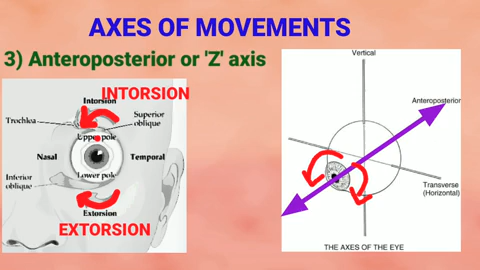 AXES OF MOVEMENTS
3) Anteroposterior or 'Z' axis
INTORSION
Intorsion
Trochlea
Superior
oblique
Upper pole
Nasal
Temporal
Lower pole
Inferior
oblique
Extorsion
EXTORSION
Vertical
Anteroposterior
Transverse
(Horizontal)
THE AXES OF THE EYE